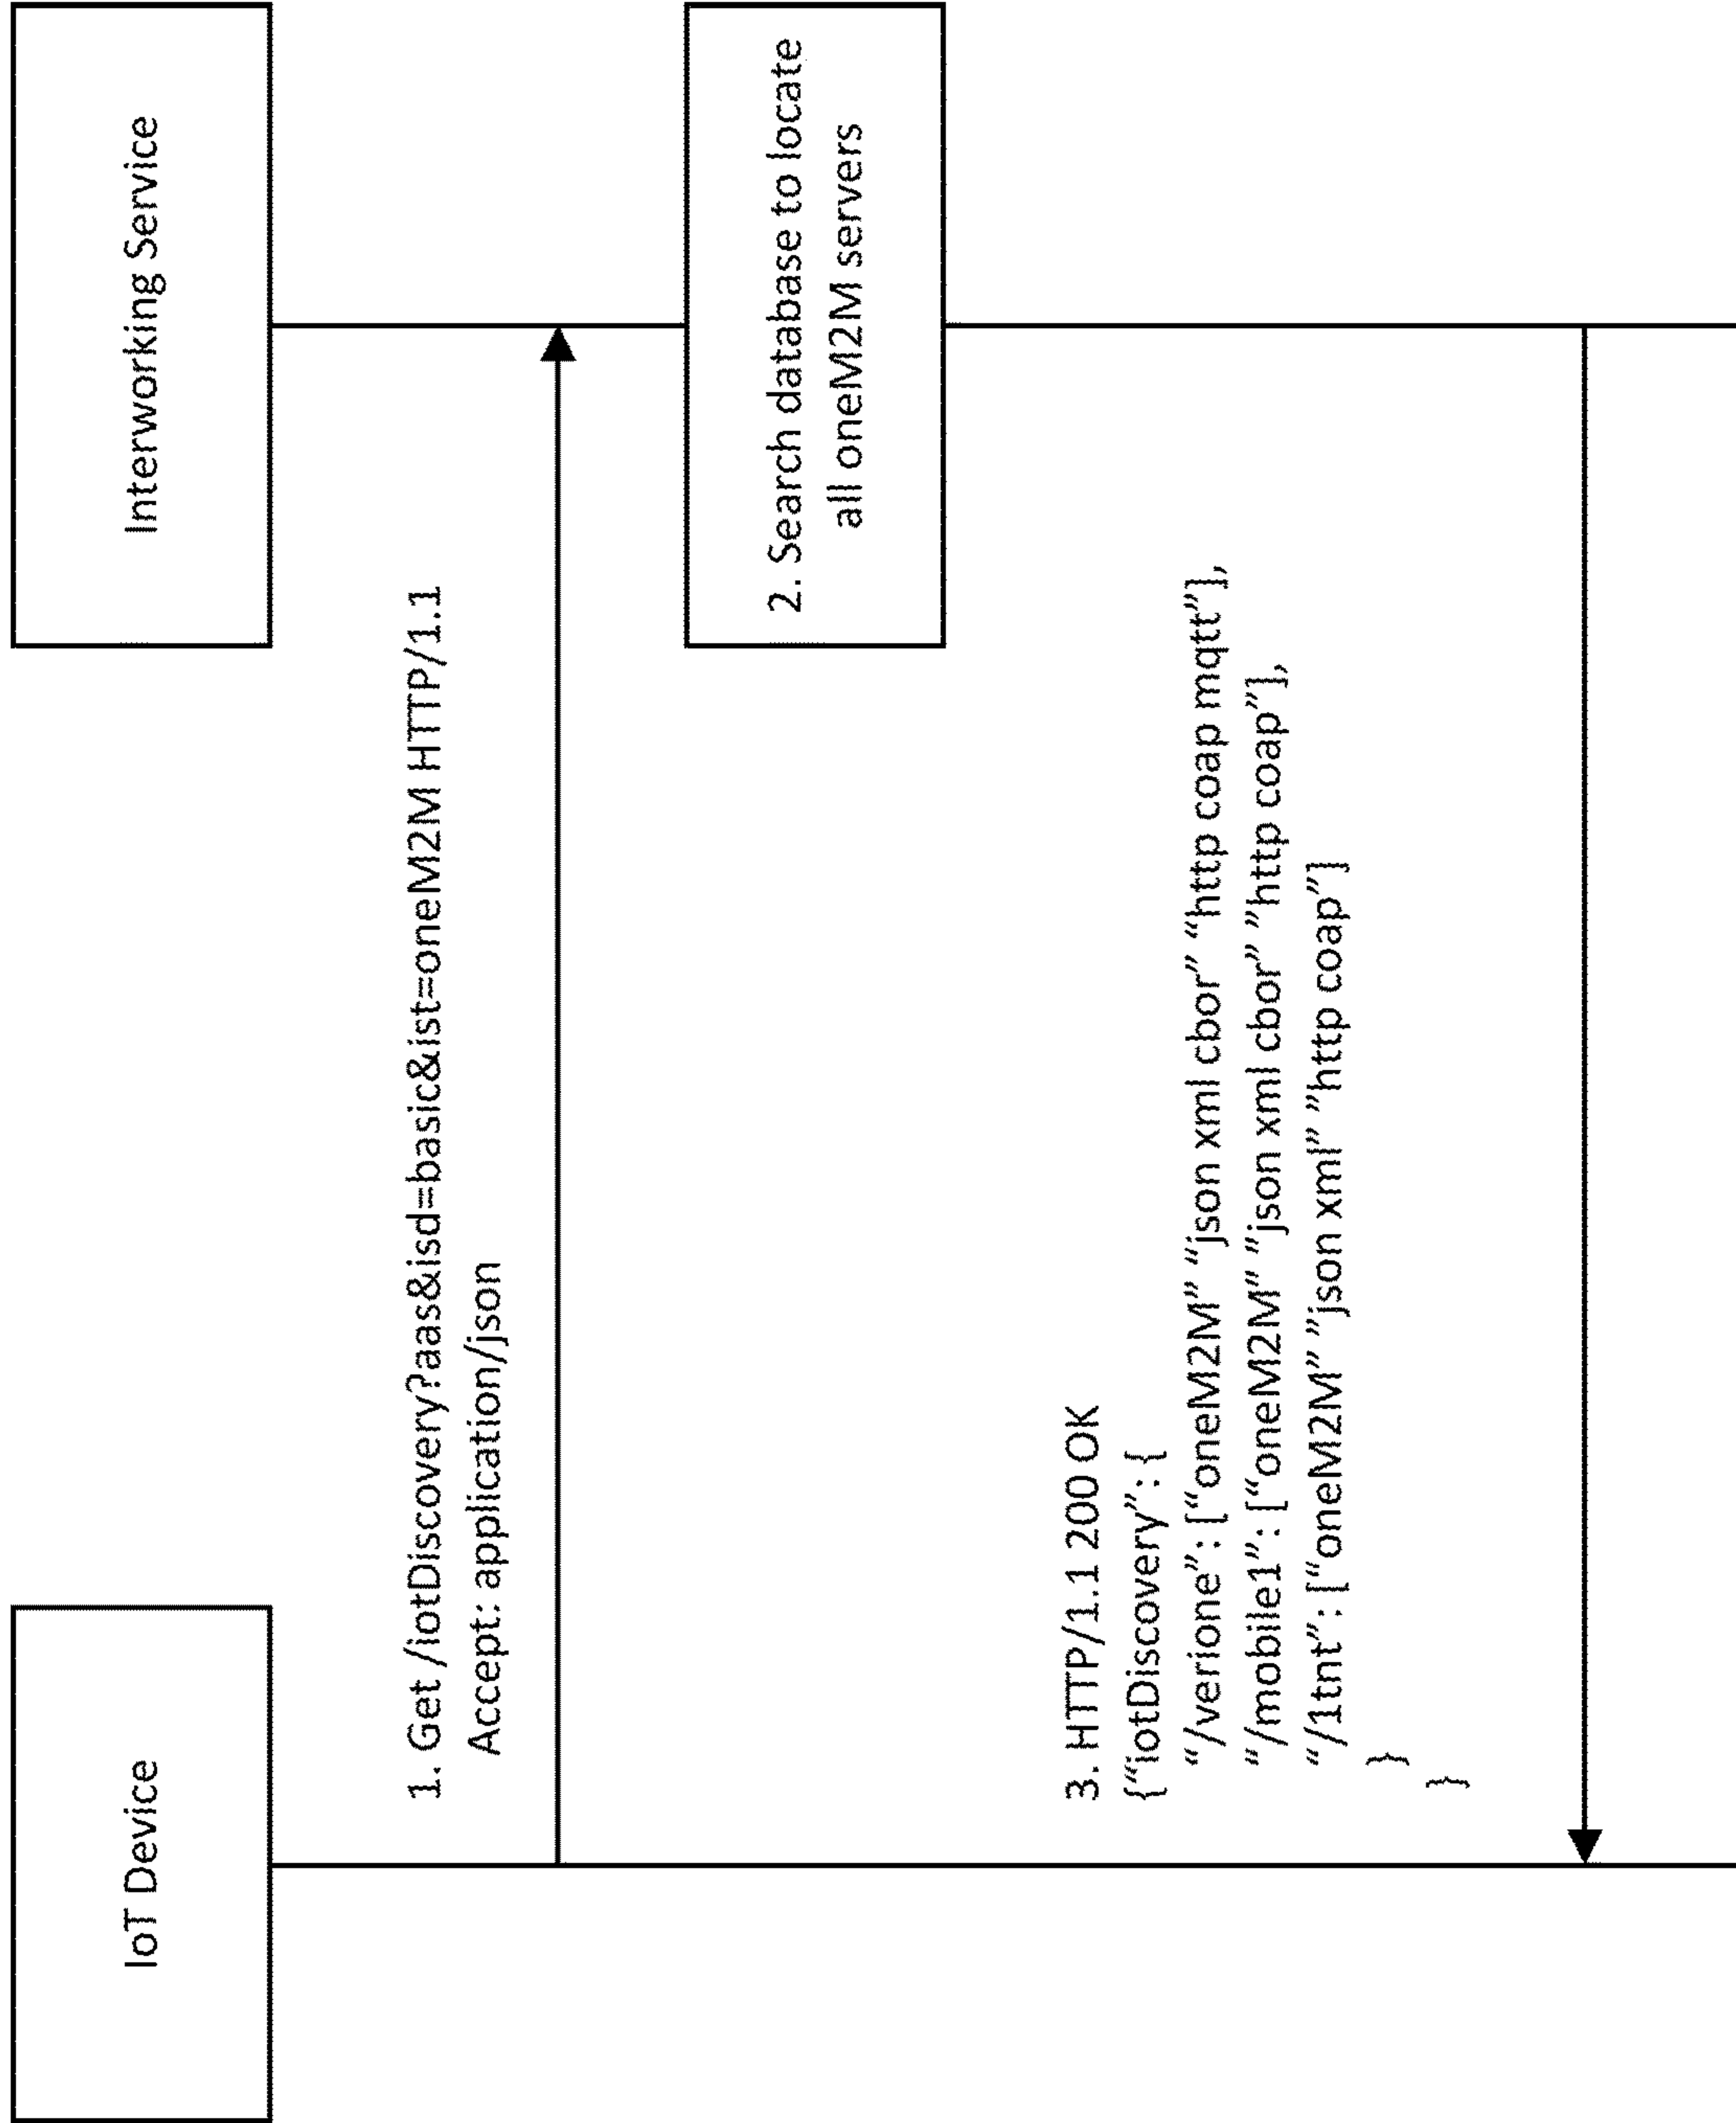 IoT Device
Interworking Service
1. Get /iotDiscovery?aas&isd=basic&ist=oneM2M HTTP/1.1
Accept: application/json
2. Search database to locate
all oneM2M servers
3. HTTP/1.1 200 OK
{“iotDiscovery”: {
“/verione”: [“oneM2M” “json xml cbor” “http coap mqtt”],
“/mobile1”: [“oneM2M” ”json xml cbor” ”http coap”],
“/1tnt”: [“oneM2M” ”json xml” ”http coap”]
}
}